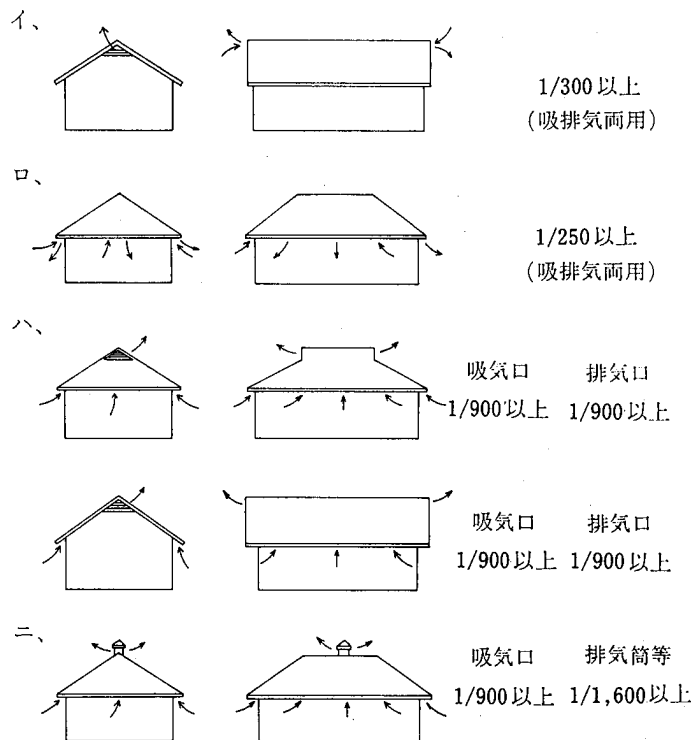 イ、
1/300以上
(吸排気両用)
ロ、
1/250以上
(吸排気両用)
ハ、
吸気口 排気口
1/900以上 1/900以上
吸気口 排気口
1/900以上 1/900以上
ニ、
吸気口 排気筒等
1/900以上 1/1,600以上